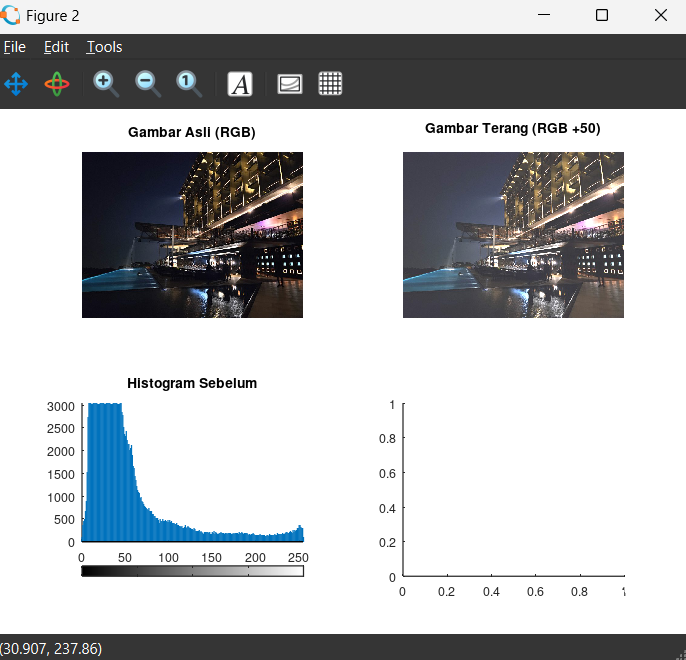 Figure 2
File Edit Tools
1
A
Gambar Asli (RGB)
Gambar Terang (RGB +50)
Histogram Sebelum
3000
2500
2000
1500
1000
500
0
0 50 100 150 200 250
1
0.8
0.6
0.4
0.2
0
0 0.2 0.4 0.6 0.8 1
(30.907, 237.86)